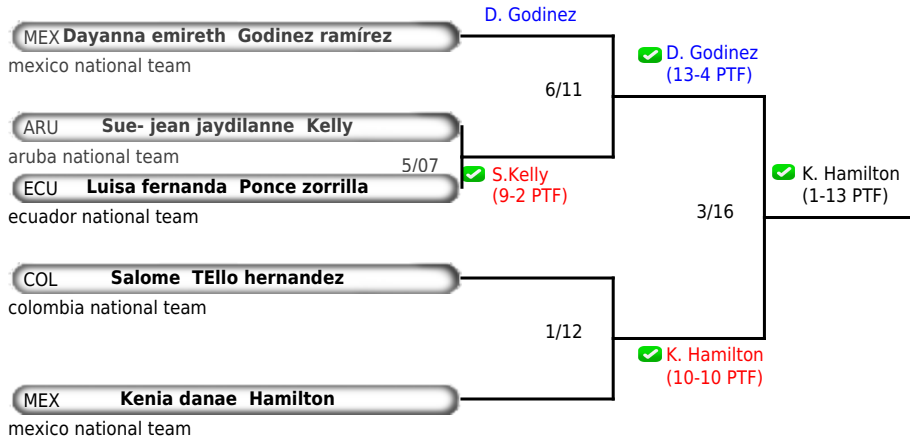 D. Godinez
MEX Dayanna emireth Godinez ramírez
mexico national team
D. Godinez
(13-4 PTF)
6/11
ARU Sue- jean jaydilanne Kelly
aruba national team
5/07
S.Kelly
(9-2 PTF)
ECU Luisa fernanda Ponce zorrilla
ecuador national team
K. Hamilton
(1-13 PTF)
3/16
COL Salome TEllo hernandez
colombia national team
1/12
K. Hamilton
(10-10 PTF)
MEX Kenia danae Hamilton
mexico national team